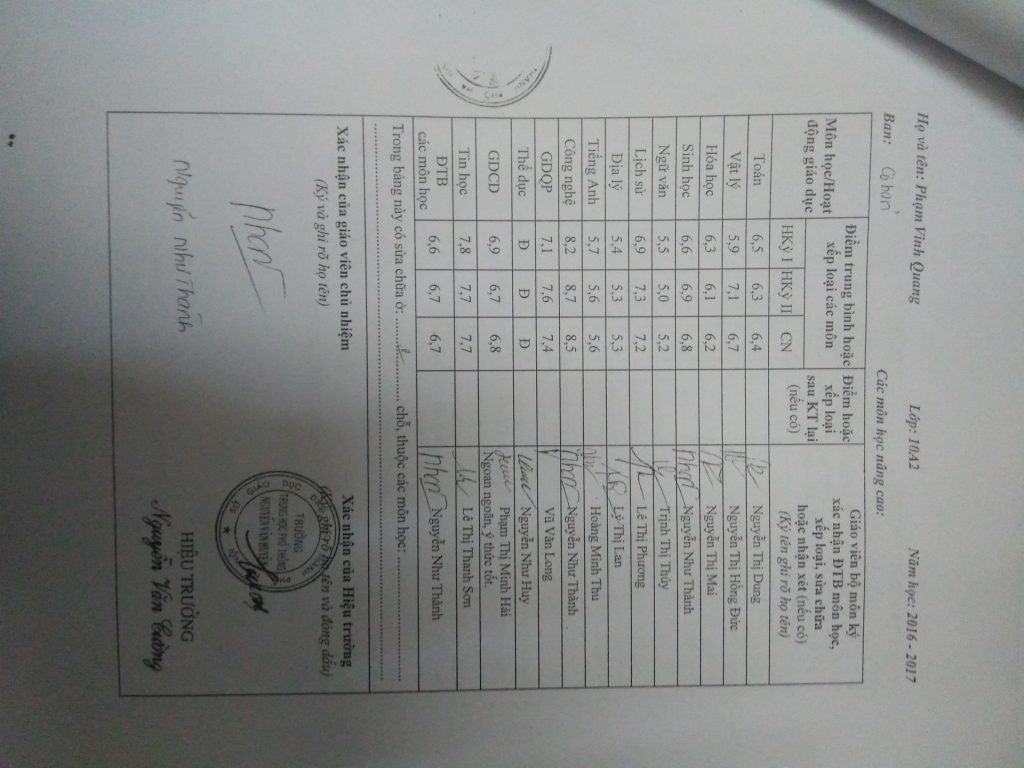 Họ và tên: Phạm Vinh Quang Lớp: 10A2 Năm học: 2016 - 2017
Ban: Cơ bản Các môn học nâng cao:
Môn học/Hoạt động giáo dục | Điểm trung bình hoặc xếp loại các môn | Điểm hoặc xếp loại sau KT lại (nếu có) | Giáo viên bộ môn ký xác nhận ĐTB môn học, xếp loại, sửa chữa hoặc nhận xét (nếu có) (Ký tên ghi rõ họ tên)
HKỳ I | HKỳ II | CN
Toán 6,5 6,3 6,4 Nguyễn Thị Dung
Vật lý 5,9 7,1 6,7 Nguyễn Thị Hồng Đức
Hóa học 6,3 6,1 6,2 Nguyễn Thị Mai
Sinh học 6,6 6,9 6,8 Nguyễn Như Thành
Ngữ văn 5,5 5,0 5,2 Trịnh Thị Thúy
Lịch sử 6,9 7,3 7,2 Lê Thị Phương
Địa lý 5,4 5,3 5,3 Lý Thị Lan
Tiếng Anh 5,7 5,6 5,6 Hoàng Minh Thu
Công nghệ 8,2 8,7 8,5 Nguyễn Như Thành
GDQP 7,1 7,6 7,4 Vũ Văn Long
Thể dục Đ Đ Đ Nguyễn Như Huy
GDCD 6,9 6,7 6,8 Phạm Thị Minh Hải
Ngoan ngoãn, ý thức tốt.
Tin học 7,8 7,7 7,7 Lê Thị Thanh Sơn
ĐTB các môn học 6,6 6,7 6,7 Nguyễn Như Thành
Trong bảng này có sửa chữa ở: ........................ chỗ, thuộc các môn học: ........................
Xác nhận của giáo viên chủ nhiệm Xác nhận của Hiệu trưởng
(Ký và ghi rõ họ tên) (Ký, ghi rõ họ tên và đóng dấu)
TRƯỜNG
TRUNG HỌC PHỔ THÔNG
HIỆU TRƯỞNG
Nguyễn Như Thành Nguyễn Văn Cường